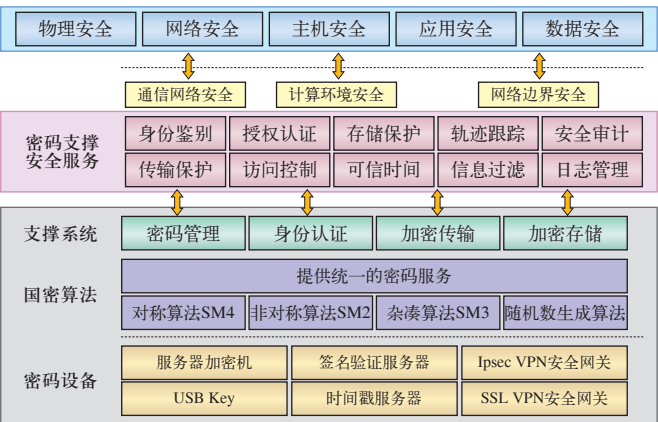 物理安全 网络安全 主机安全 应用安全 数据安全
通信网络安全 计算环境安全 网络边界安全
密码支撑
安全服务
身份鉴别 授权认证 存储保护 轨迹跟踪 安全审计
传输保护 访问控制 可信时间 信息过滤 日志管理
支撑系统 密码管理 身份认证 加密传输 加密存储
国密算法
提供统一的密码服务
对称算法SM4 非对称算法SM2 杂凑算法SM3 随机数生成算法
密码设备
服务器加密机 签名验证服务器 Ipsec VPN安全网关
USB Key 时间戳服务器 SSL VPN安全网关